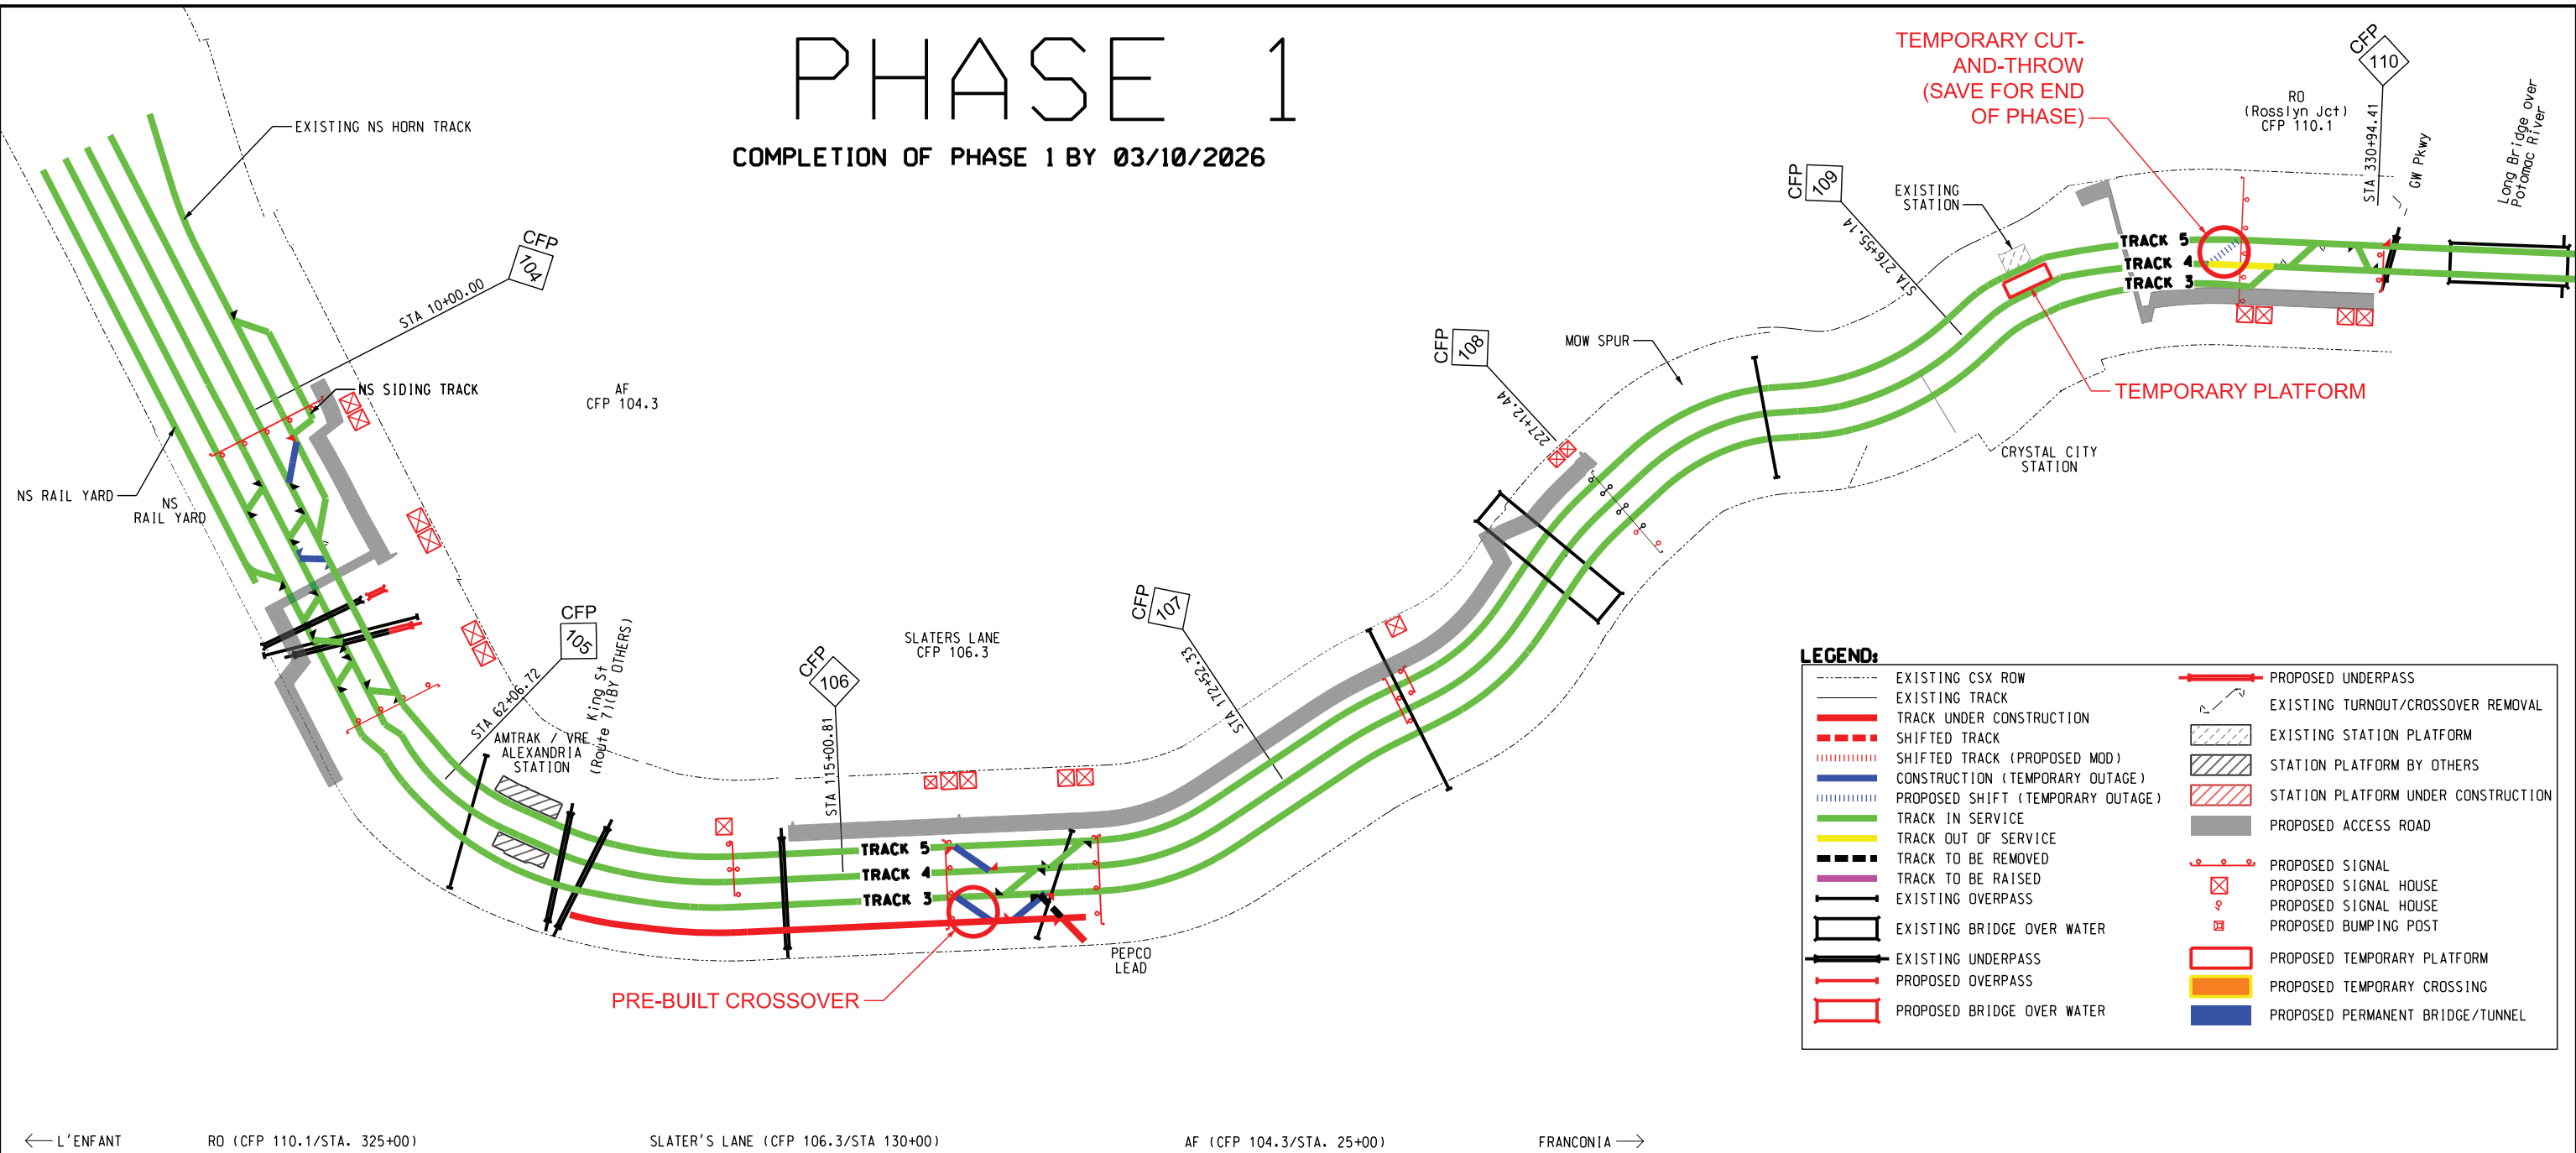 PHASE 1
COMPLETION OF PHASE 1 BY 03/10/2026
EXISTING NS HORN TRACK
CFP
104
STA 10+00.00
NS SIDING TRACK
AF
CFP 104.3
NS RAIL YARD
NS
RAIL YARD
CFP
105
STA 62+06.72
King St
(Route 7)(BY OTHERS)
AMTRAK / VRE
ALEXANDRIA
STATION
CFP
106
STA 115+00.81
SLATERS LANE
CFP 106.3
TRACK 5
TRACK 4
TRACK 3
PRE-BUILT CROSSOVER
PEPCO
LEAD
CFP
107
STA 172+52.33
CFP
108
227+12.44
MOW SPUR
CFP
109
STA 276+55.14
EXISTING
STATION
TEMPORARY CUT-
AND-THROW
(SAVE FOR END
OF PHASE)
TRACK 5
TRACK 4
TRACK 3
TEMPORARY PLATFORM
CRYSTAL CITY
STATION
RO
(Rosslyn Jct)
CFP 110.1
CFP
110
STA 330+94.41
GW Pkwy
Long Bridge over
Potomac River
LEGEND:
EXISTING CSX ROW
EXISTING TRACK
TRACK UNDER CONSTRUCTION
SHIFTED TRACK
SHIFTED TRACK (PROPOSED MOD)
CONSTRUCTION (TEMPORARY OUTAGE)
PROPOSED SHIFT (TEMPORARY OUTAGE)
TRACK IN SERVICE
TRACK OUT OF SERVICE
TRACK TO BE REMOVED
TRACK TO BE RAISED
EXISTING OVERPASS
EXISTING BRIDGE OVER WATER
EXISTING UNDERPASS
PROPOSED OVERPASS
PROPOSED BRIDGE OVER WATER
PROPOSED UNDERPASS
EXISTING TURNOUT/CROSSOVER REMOVAL
EXISTING STATION PLATFORM
STATION PLATFORM BY OTHERS
STATION PLATFORM UNDER CONSTRUCTION
PROPOSED ACCESS ROAD
PROPOSED SIGNAL
PROPOSED SIGNAL HOUSE
PROPOSED SIGNAL HOUSE
PROPOSED BUMPING POST
PROPOSED TEMPORARY PLATFORM
PROPOSED TEMPORARY CROSSING
PROPOSED PERMANENT BRIDGE/TUNNEL
L'ENFANT
RO (CFP 110.1/STA. 325+00)
SLATER'S LANE (CFP 106.3/STA 130+00)
AF (CFP 104.3/STA. 25+00)
FRANCONIA